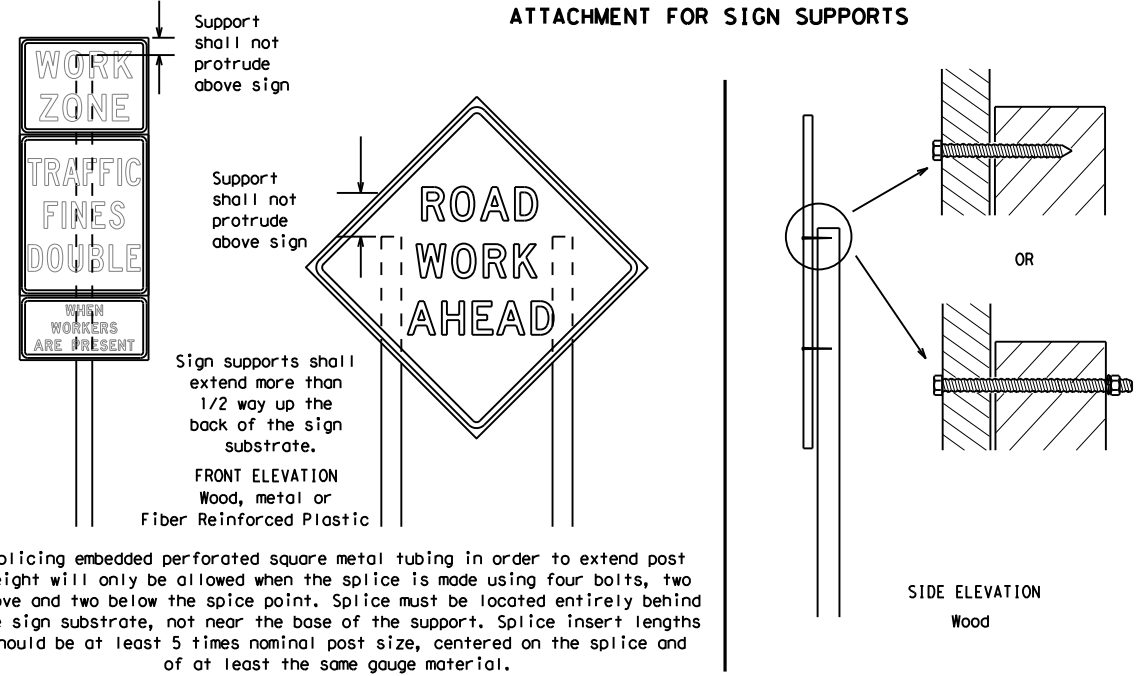 ATTACHMENT FOR SIGN SUPPORTS
Support
shall not
protrude
above sign
WORK
ZONE
TRAFFIC
FINES
DOUBLE
WHEN
WORKERS
ARE PRESENT
Support
shall not
protrude
above sign
ROAD
WORK
AHEAD
Sign supports shall
extend more than
1/2 way up the
back of the sign
substrate.
FRONT ELEVATION
Wood, metal or
Fiber Reinforced Plastic
plicing embedded perforated square metal tubing in order to extend post
eight will only be allowed when the splice is made using four bolts, two
ove and two below the spice point. Splice must be located entirely behind
e sign substrate, not near the base of the support. Splice insert lengths
hould be at least 5 times nominal post size, centered on the splice and
of at least the same gauge material.
OR
SIDE ELEVATION
Wood